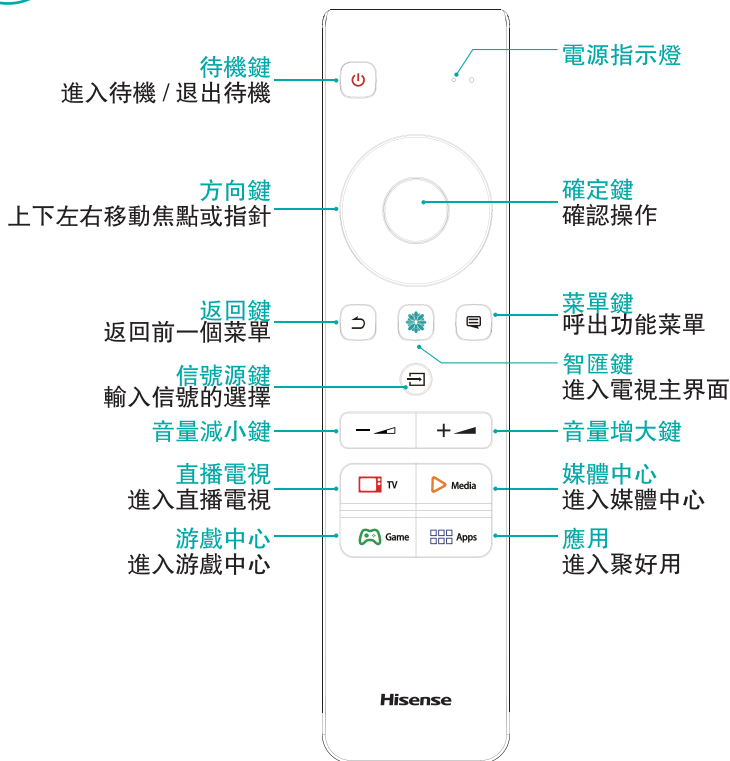 電源指示燈
待機鍵
進入待機 / 退出待機
方向鍵
上下左右移動焦點或指針
確定鍵
確認操作
返回鍵
返回前一個菜單
菜單鍵
呼出功能菜單
智匯鍵
進入電視主界面
信號源鍵
輸入信號的選擇
音量減小鍵
音量增大鍵
直播電視
進入直播電視
TV
Media
媒體中心
進入媒體中心
游戲中心
進入游戲中心
Game
Apps
應用
進入聚好用
Hisense